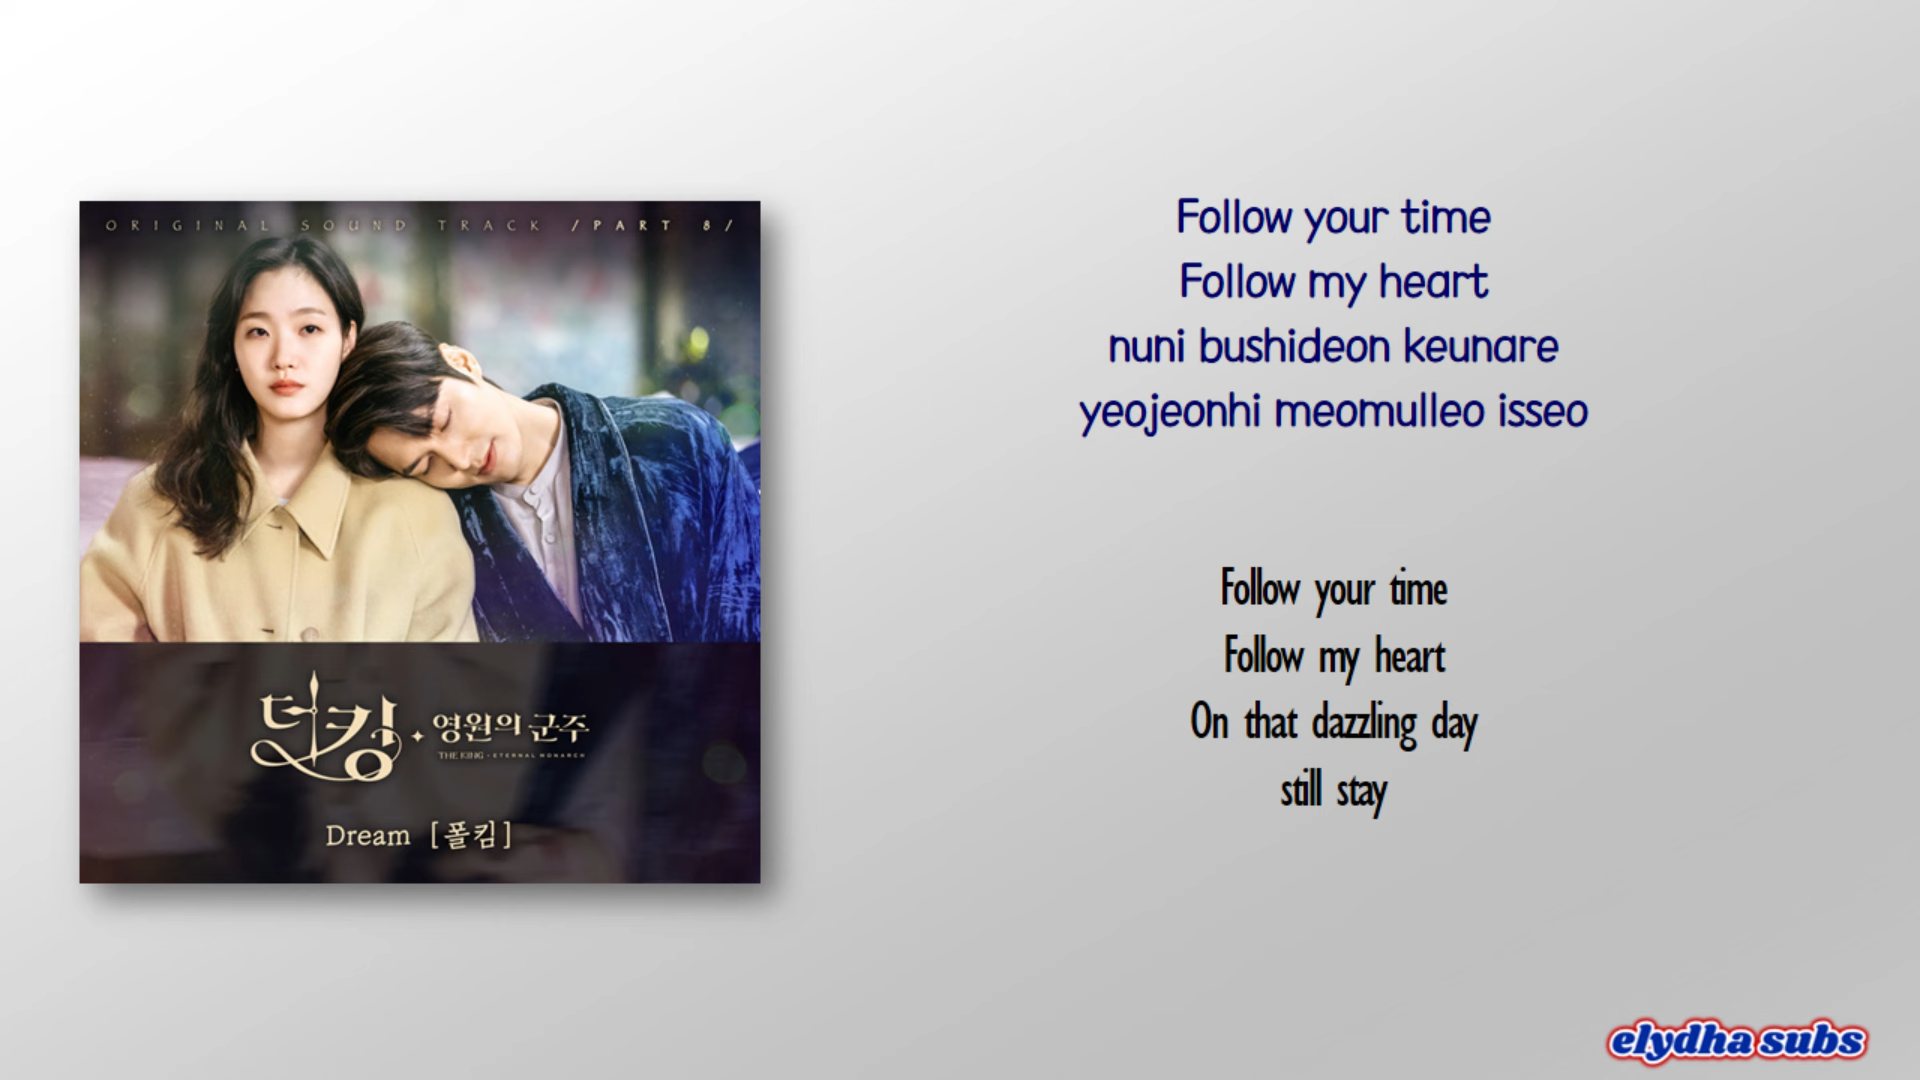 ORIGINAL SOUND TRACK /PART 8/
더킹 영원의 군주
THE KING · ETERNAL MONARCH
Dream [폴킴]
Follow your time
Follow my heart
nuni bushideon keunare
yeojeonhi meomulleo isseo
Follow your time
Follow my heart
On that dazzling day
still stay
elydha subs